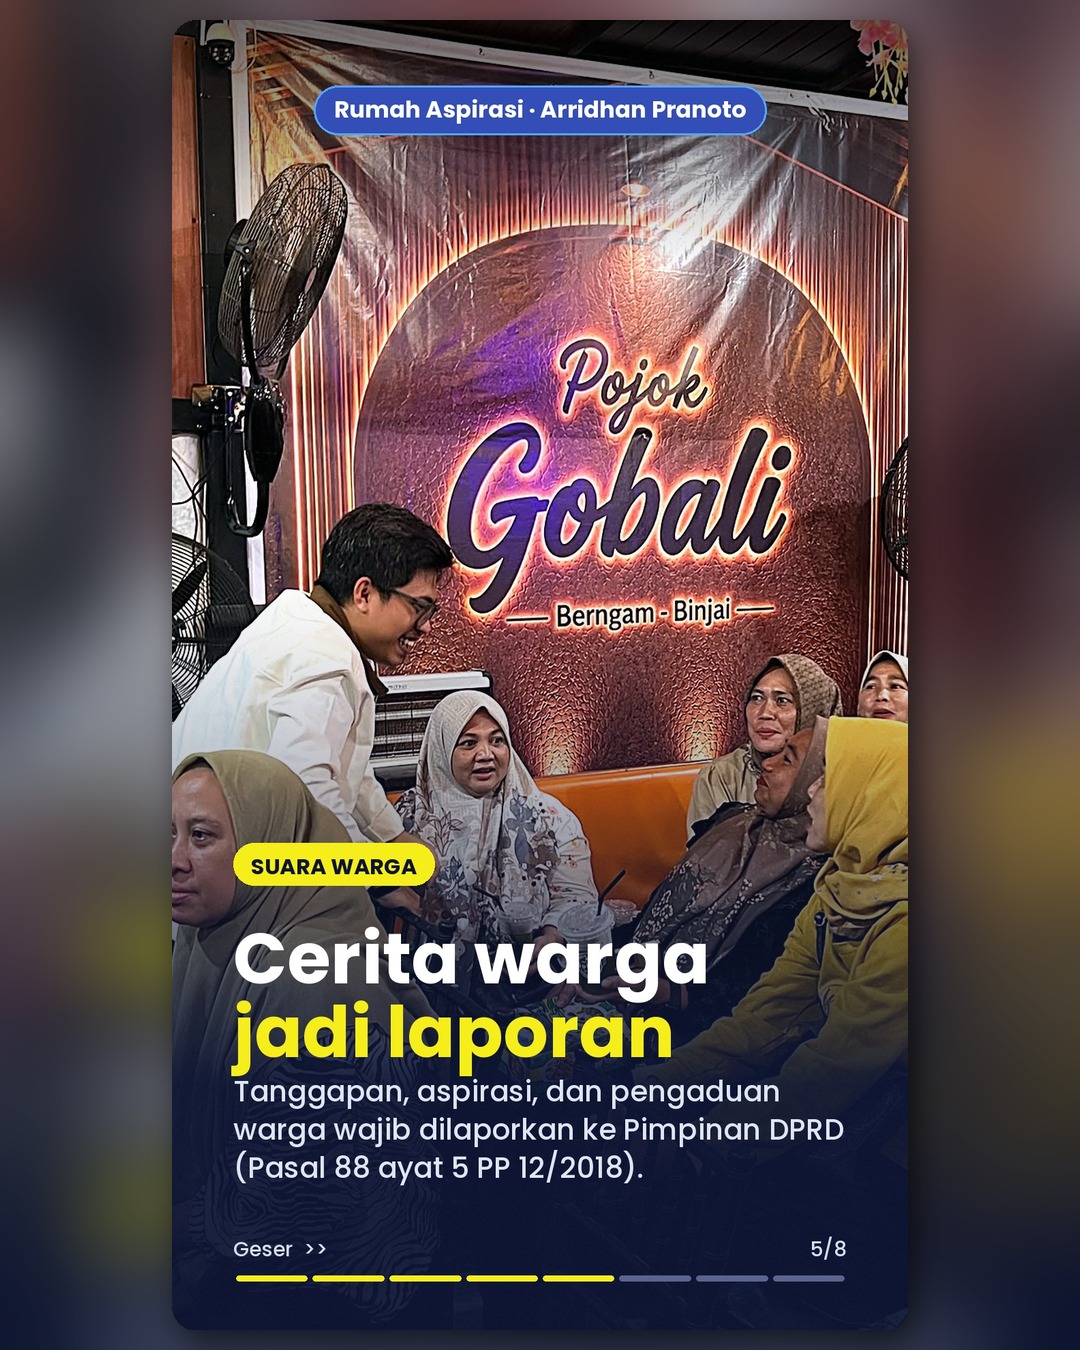 Rumah Aspirasi · Arridhan Pranoto
Pojok
Gobali
Berngam - Binjai
SUARA WARGA
Cerita warga
jadi laporan
Tanggapan, aspirasi, dan pengaduan
warga wajib dilaporkan ke Pimpinan DPRD
(Pasal 88 ayat 5 PP 12/2018).
Geser >>
5/8